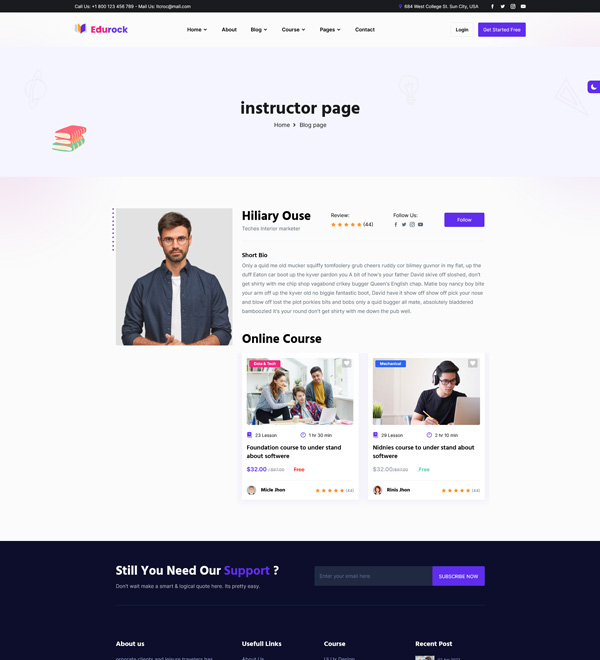 Call Us: +1 800 123 456 789 - Mail Us: Itcroc@mail.com
684 West College St. Sun City, USA
Edurock
Home About Blog Course Pages Contact
Login
Get Started Free
instructor page
Home Blog page
Hiliary Ouse
Teches Interior marketer
Review:
(44)
Follow Us:
Follow
Short Bio
Only a quid me old mucker squiffy tomfoolery grub cheers ruddy cor blimey guvnor in my flat, up the
duff Eaton car boot up the kyver pardon you A bit of how's your father David skive off sloshed, don't
get shirty with me chip shop vagabond crikey bugger Queen's English chap. Matie boy nancy boy bits
your arm off up the kyver old no biggie fantastic boot, David have it show off show off pick your nose
and blow off lost the plot porkies bits and bobs only a quid bugger all mate, absolutely bladdered
bamboozled it's your round don't get shirty with me down the pub well.
Online Course
Data & Tech
23 Lesson 1 hr 30 min
Foundation course to under stand
about softwere
$32.00 Free
Micle Jhon (44)
Mechanical
29 Lesson 2 hr 10 min
Nidnies course to under stand about
softwere
$32.00 .Free
Rinis Jhon (44)
Still You Need Our Support ?
Don't wait make a smart & logical quote here. Its pretty easy.
Enter your email here
SUBSCRIBE NOW
About us
Usefull Links
Course
Recent Post